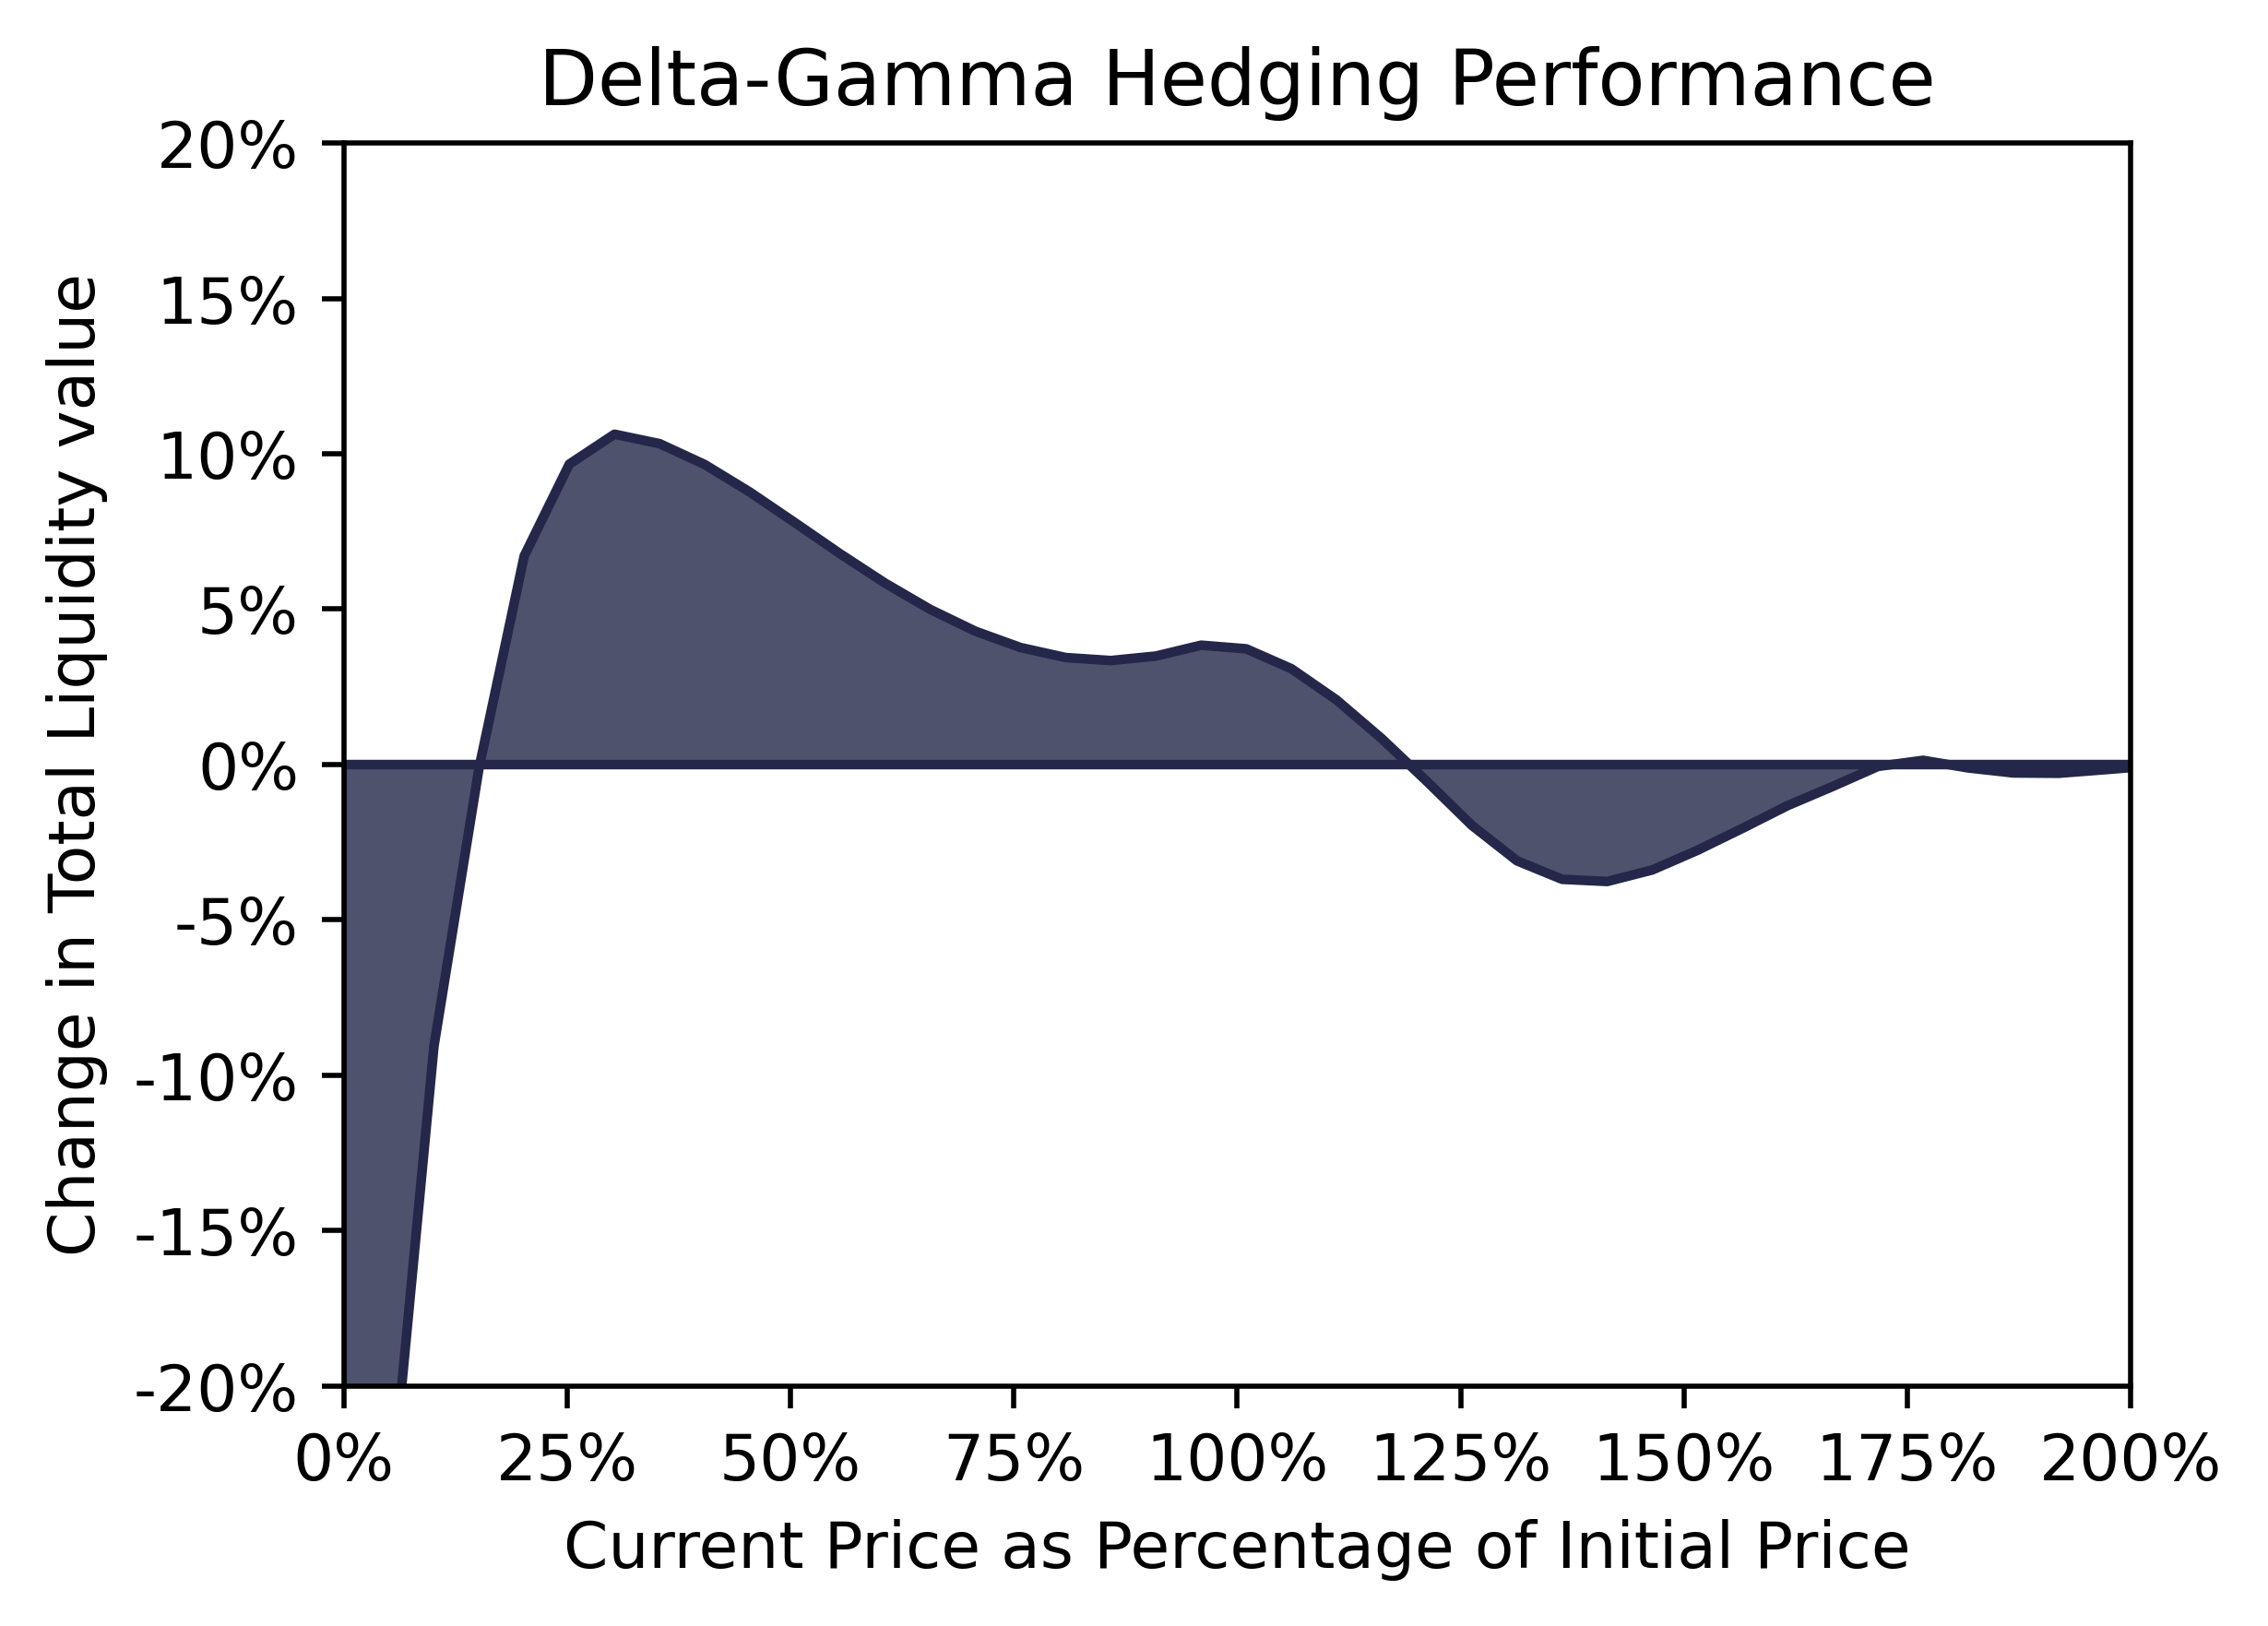 Delta-Gamma Hedging Performance
Change in Total Liquidity value
20%
15%
10%
5%
0%
-5%
-10%
-15%
-20%
0% 25% 50% 75% 100% 125% 150% 175% 200%
Current Price as Percentage of Initial Price